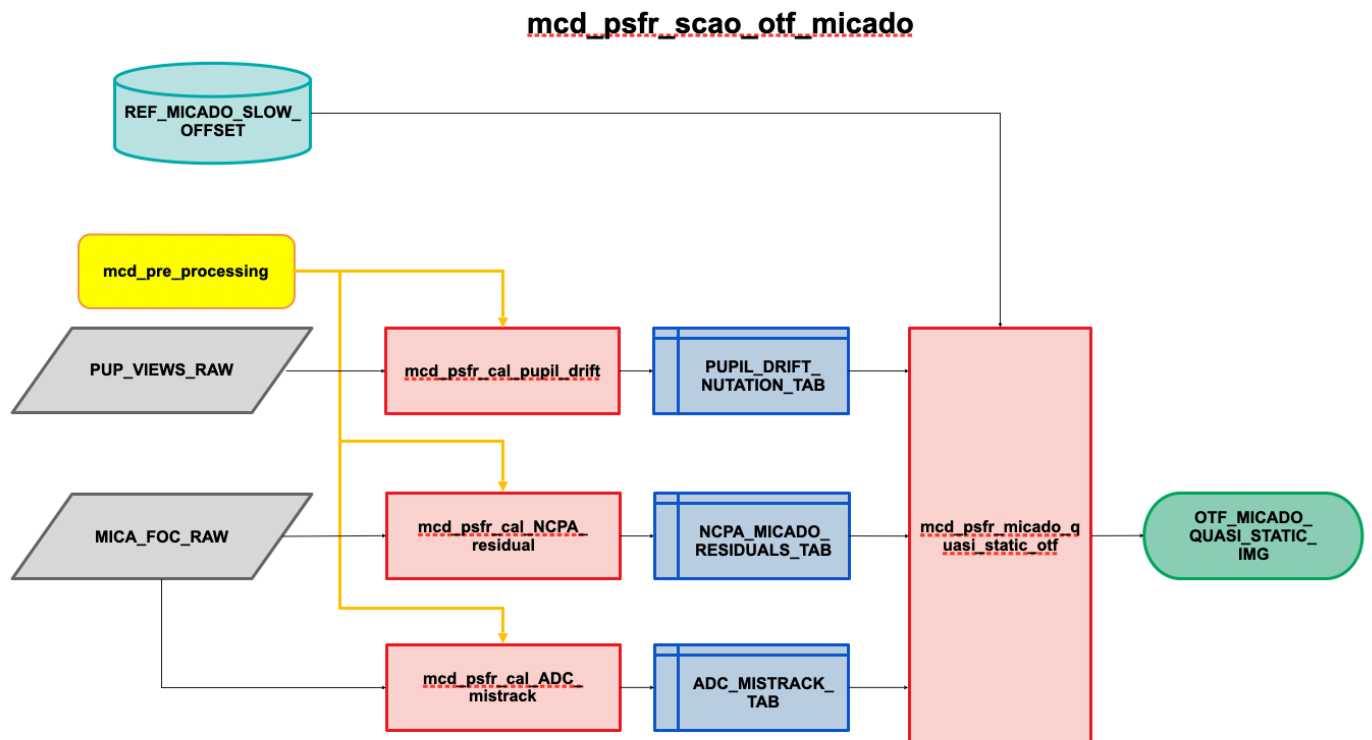 mcd_psfr_scao_otf_micado
REF_MICADO_SLOW_
OFFSET
mcd_pre_processing
PUP_VIEWS_RAW
mcd_psfr_cal_pupil_drift
PUPIL_DRIFT_
NUTATION_TAB
MICA_FOC_RAW
mcd_psfr_cal_NCPA_
residual
NCPA_MICADO_
RESIDUALS_TAB
mcd_psfr_micado_q
uasi_static_otf
OTF_MICADO_
QUASI_STATIC_
IMG
mcd_psfr_cal_ADC_
mistrack
ADC_MISTRACK_
TAB